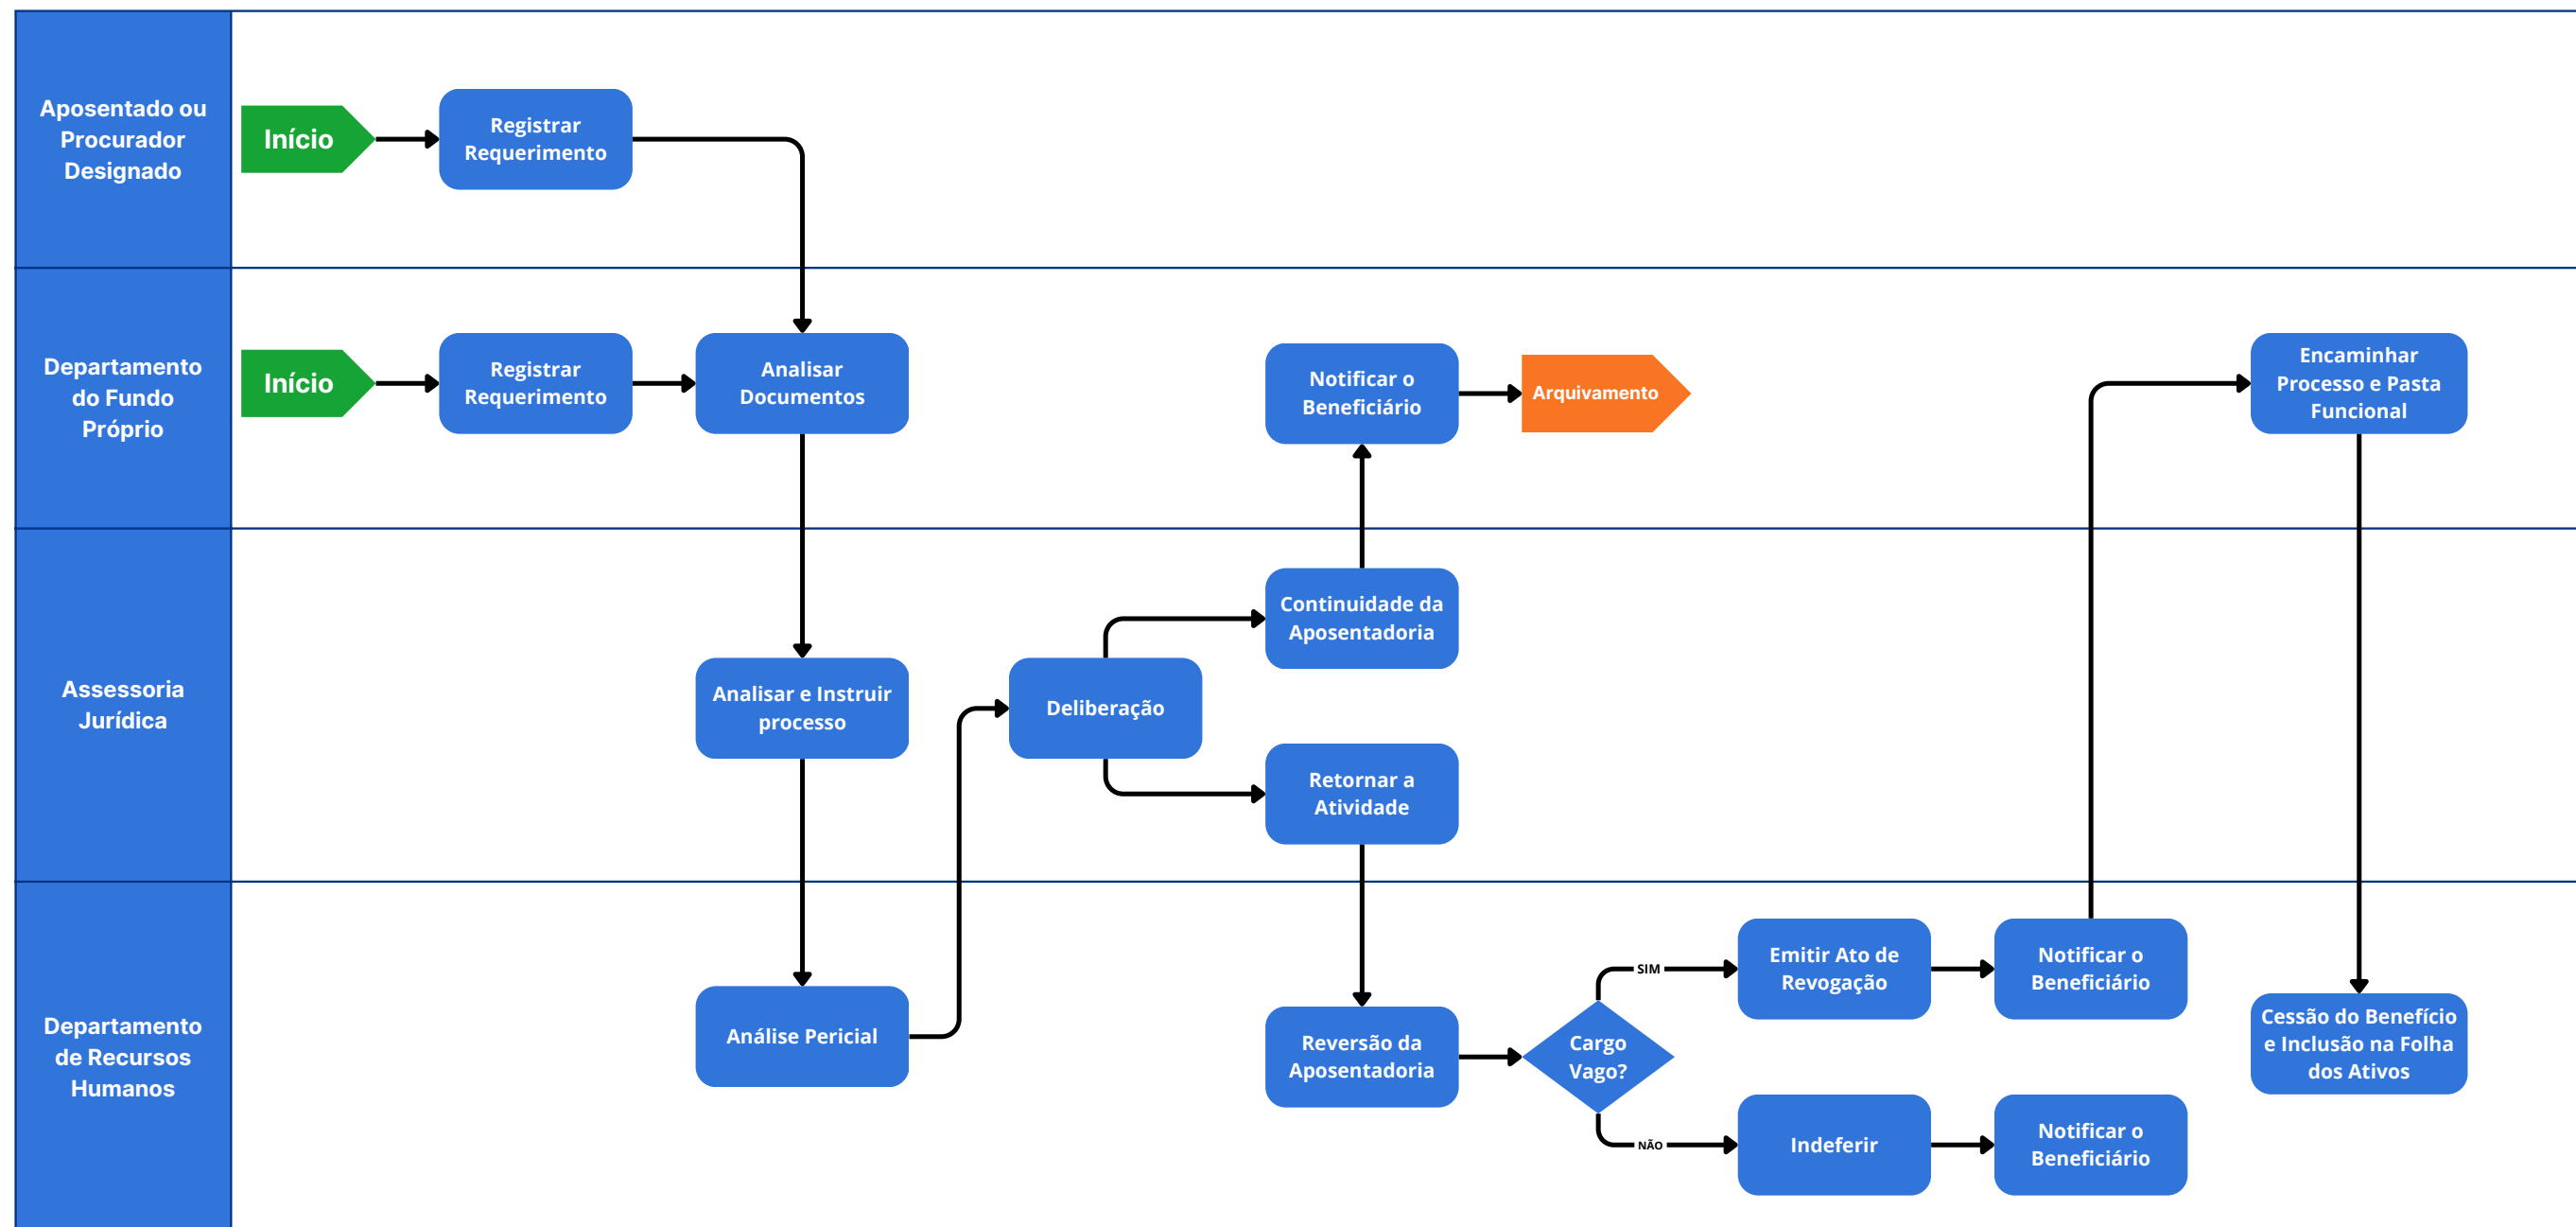 Aposentado ou
Procurador
Designado
Início
Registrar
Requerimento
Departamento
do Fundo
Próprio
Início
Registrar
Requerimento
Analisar
Documentos
Notificar o
Beneficiário
Arquivamento
Encaminhar
Processo e Pasta
Funcional
Assessoria
Jurídica
Analisar e Instruir
processo
Deliberação
Continuidade da
Aposentadoria
Retornar a
Atividade
Departamento
de Recursos
Humanos
Análise Pericial
Reversão da
Aposentadoria
Cargo
Vago?
SIM
Emitir Ato de
Revogação
Notificar o
Beneficiário
NÃO
Indeferir
Notificar o
Beneficiário
Cessão do Benefício
e Inclusão na Folha
dos Ativos